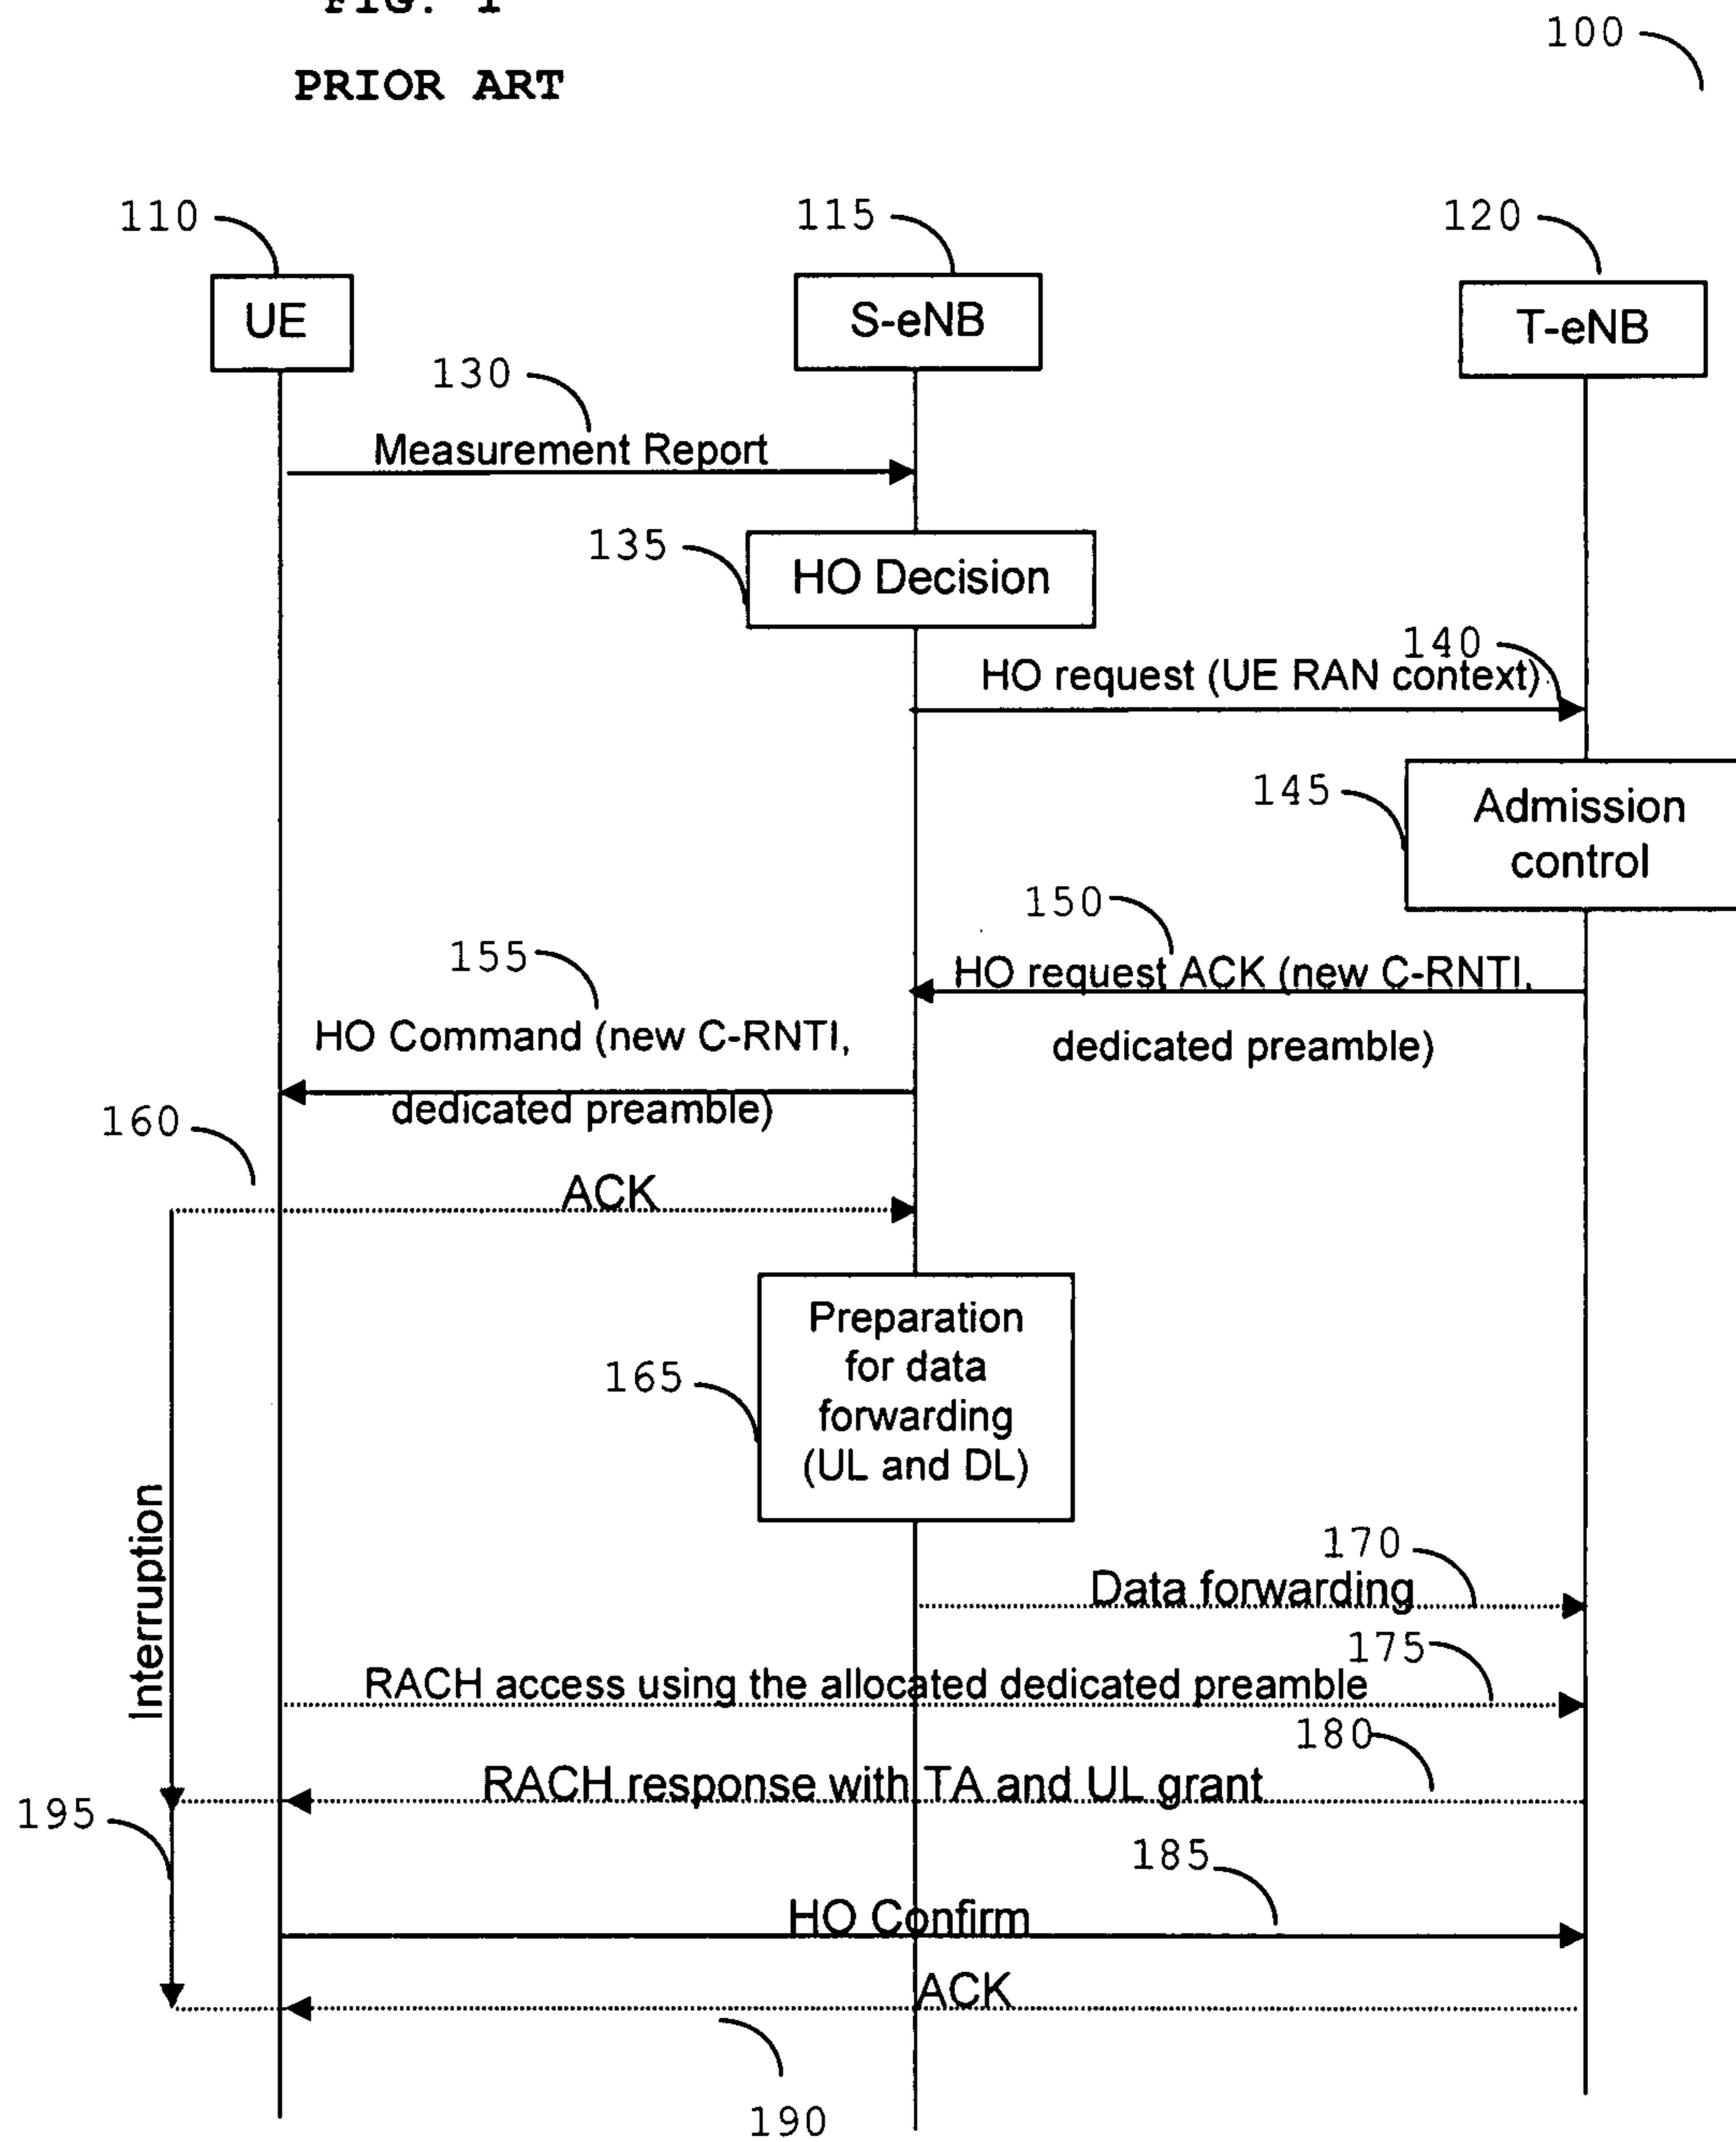 FIG. 1
PRIOR ART
100
110
115
120
UE
S-eNB
T-eNB
130
Measurement Report
135
HO Decision
140
HO request (UE RAN context)
145
Admission
control
150
HO request ACK (new C-RNTI,
dedicated preamble)
155
HO Command (new C-RNTI,
dedicated preamble)
160
ACK
165
Preparation
for data
forwarding
(UL and DL)
Interruption
170
Data forwarding
175
RACH access using the allocated dedicated preamble
180
RACH response with TA and UL grant
195
185
HO Confirm
ACK
190